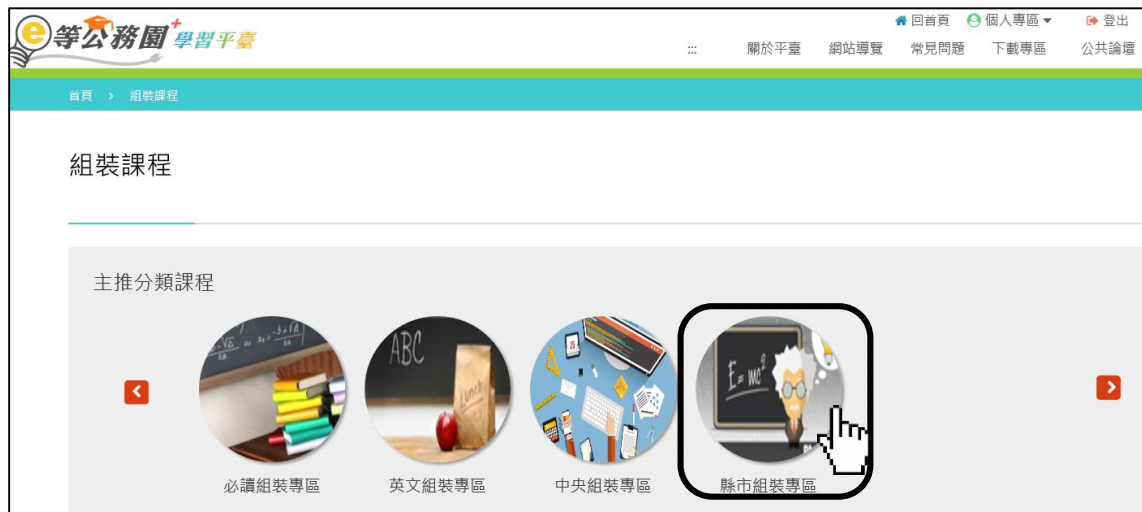 e等公務園+學習平臺
回首頁 個人專區▼ 登出
::: 關於平臺 網站導覽 常見問題 下載專區 公共論壇
首頁 › 組裝課程
組裝課程
主推分類課程
ABC
Lunch
E=mc²
必讀組裝專區 英文組裝專區 中央組裝專區 縣市組裝專區